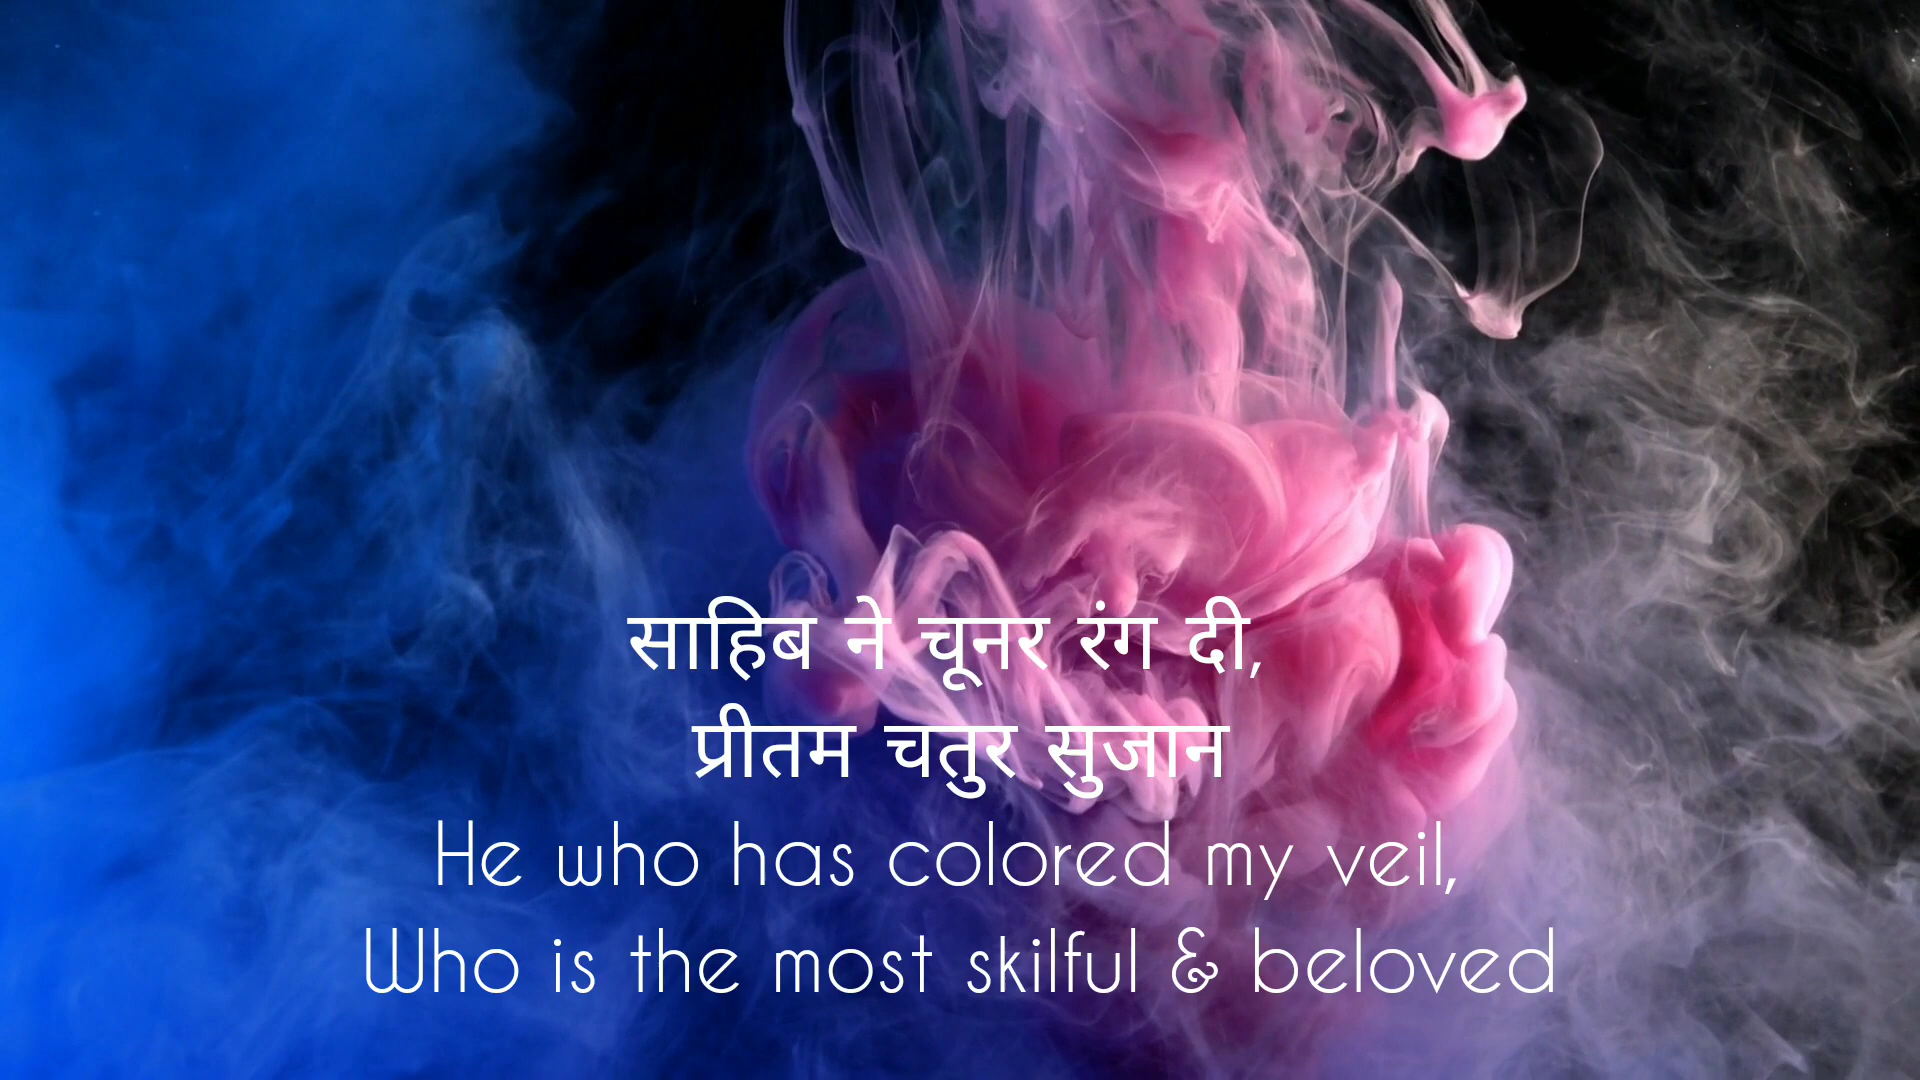 साहिब ने चूनर रंग दी,
प्रीतम चतुर सुजान
He who has colored my veil,
Who is the most skilful & beloved